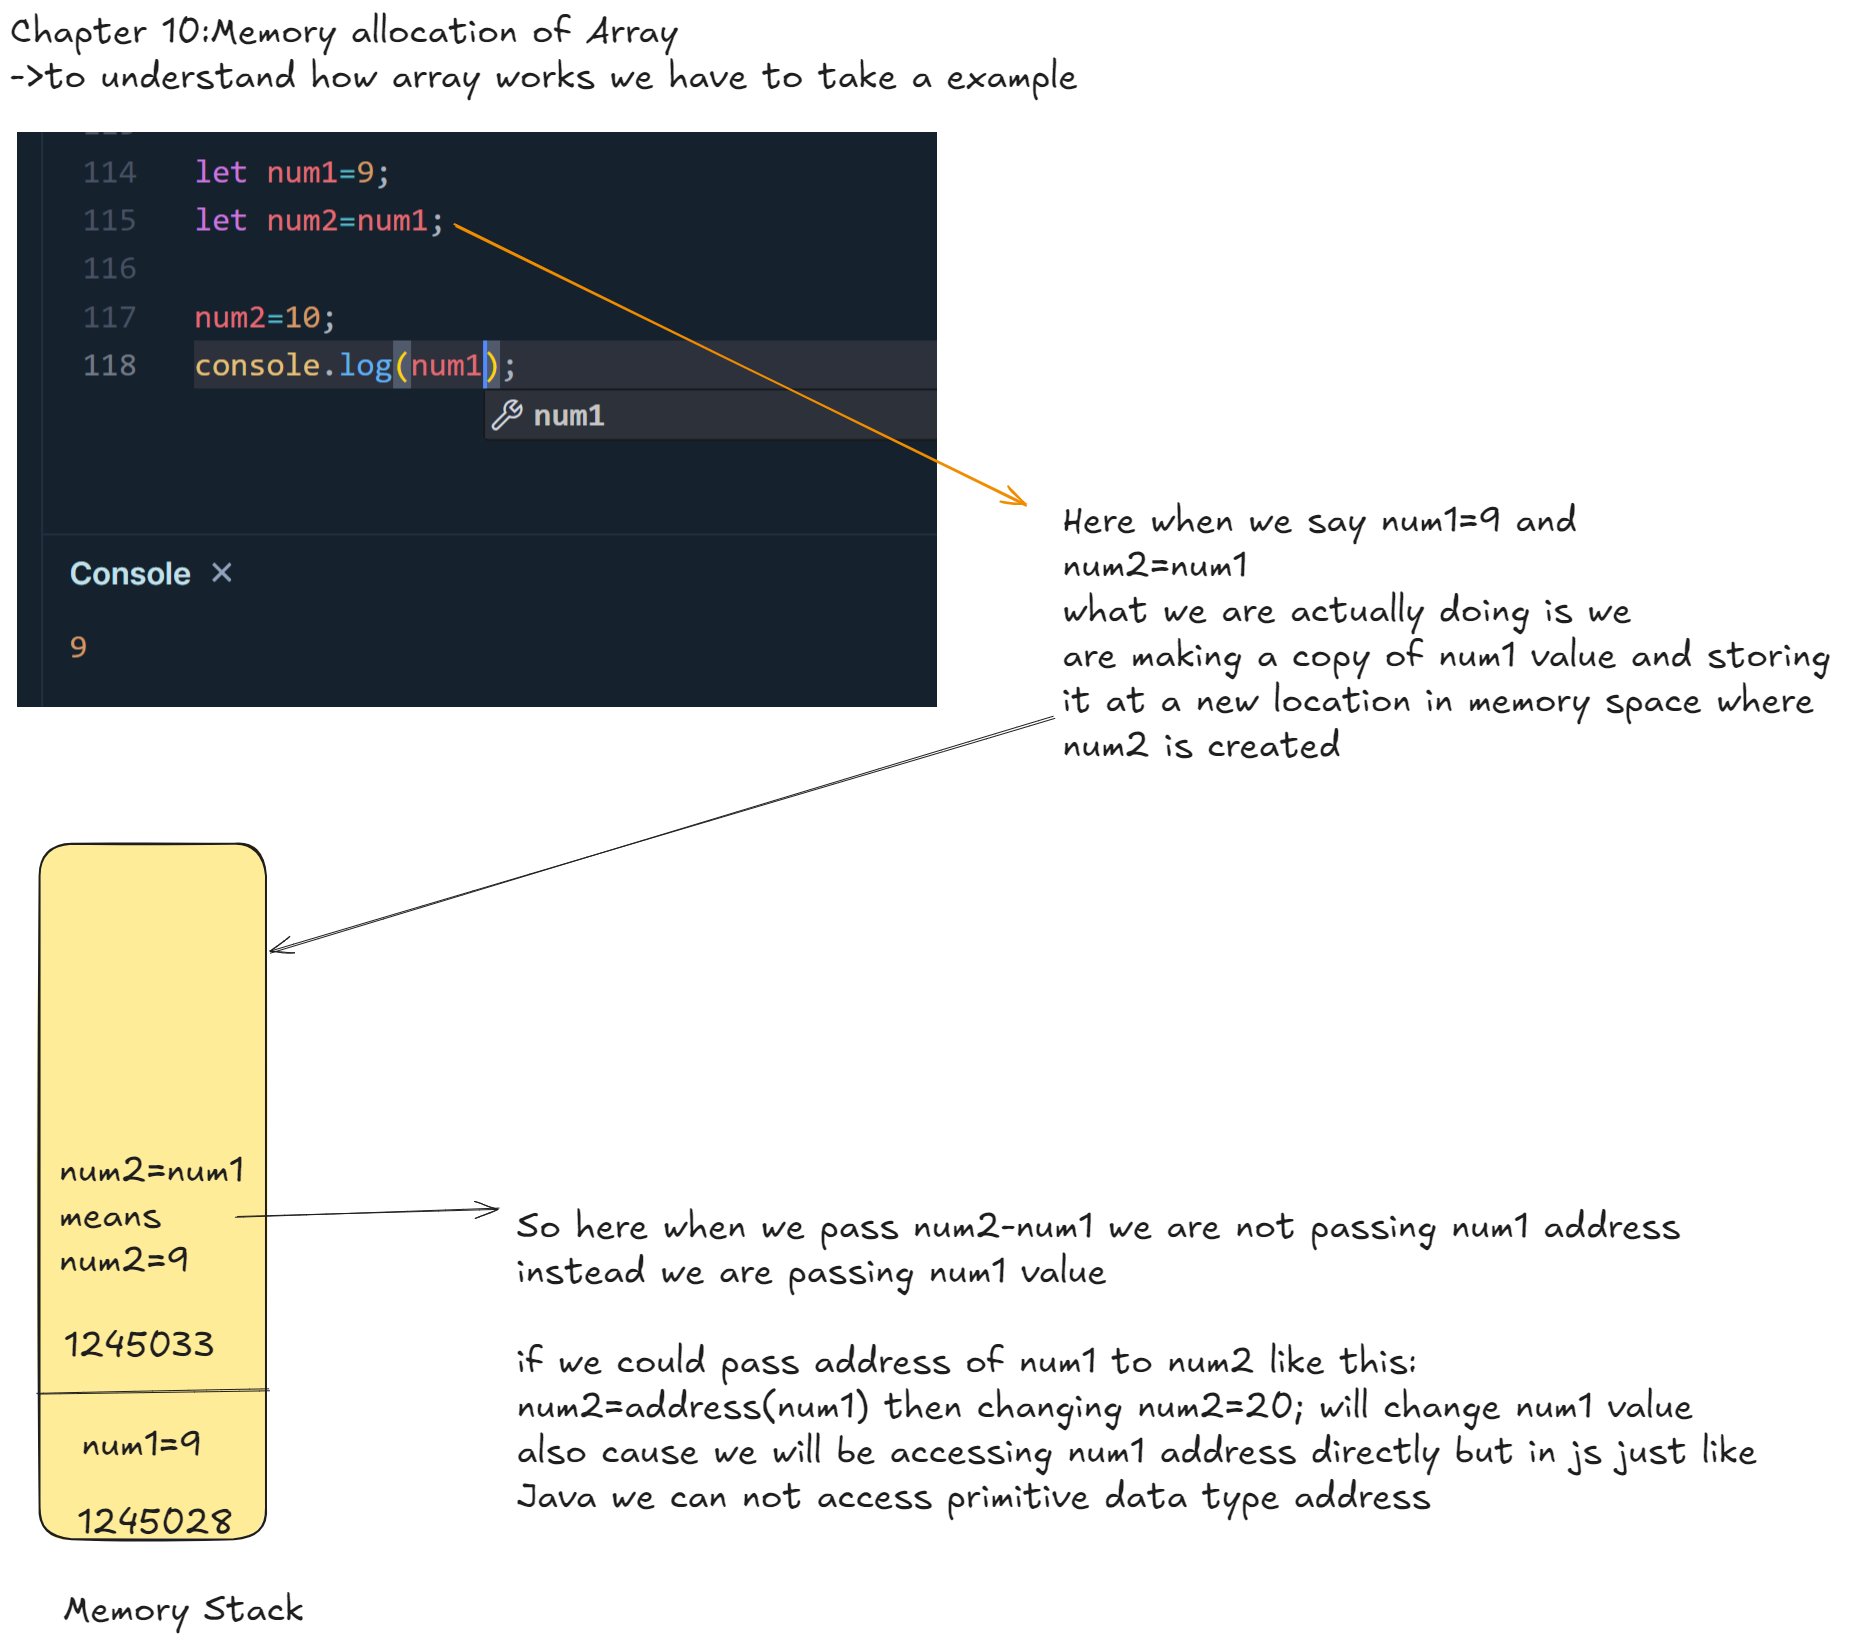 Chapter 10:Memory allocation of Array
->to understand how array works we have to take a example
114 let num1=9;
115 let num2=num1;
116
117 num2=10;
118 console.log(num1);
num1
Console ×
9
Here when we say num1=9 and
num2=num1
what we are actually doing is we
are making a copy of num1 value and storing
it at a new location in memory space where
num2 is created
num2=num1
means
num2=9
1245033
num1=9
1245028
Memory Stack
So here when we pass num2-num1 we are not passing num1 address
instead we are passing num1 value
if we could pass address of num1 to num2 like this:
num2=address(num1) then changing num2=20; will change num1 value
also cause we will be accessing num1 address directly but in js just like
Java we can not access primitive data type address